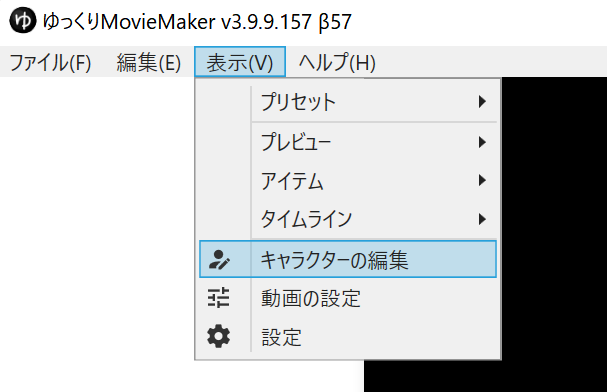 ゆ ゆっくりMovieMaker v3.9.9.157 β57
ファイル(F) 編集(E) 表示(V) ヘルプ(H)
プリセット
プレビュー
アイテム
タイムライン
キャラクターの編集
動画の設定
設定